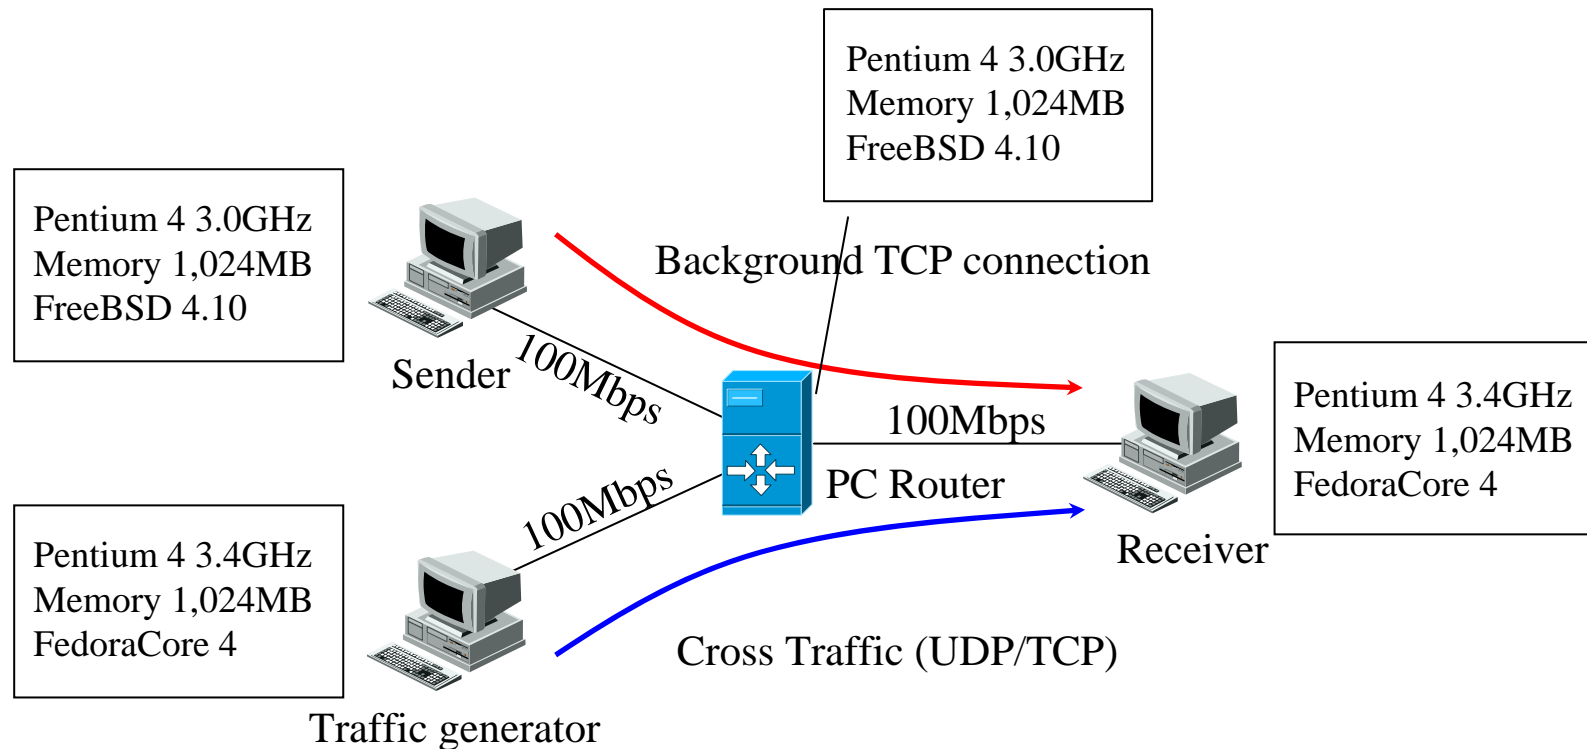 Pentium 4 3.0GHz
Memory 1,024MB
FreeBSD 4.10
Pentium 4 3.0GHz
Memory 1,024MB
FreeBSD 4.10
Background TCP connection
Sender
100Mbps
100Mbps
Pentium 4 3.4GHz
Memory 1,024MB
FedoraCore 4
PC Router
100Mbps
Receiver
Pentium 4 3.4GHz
Memory 1,024MB
FedoraCore 4
Cross Traffic (UDP/TCP)
Traffic generator